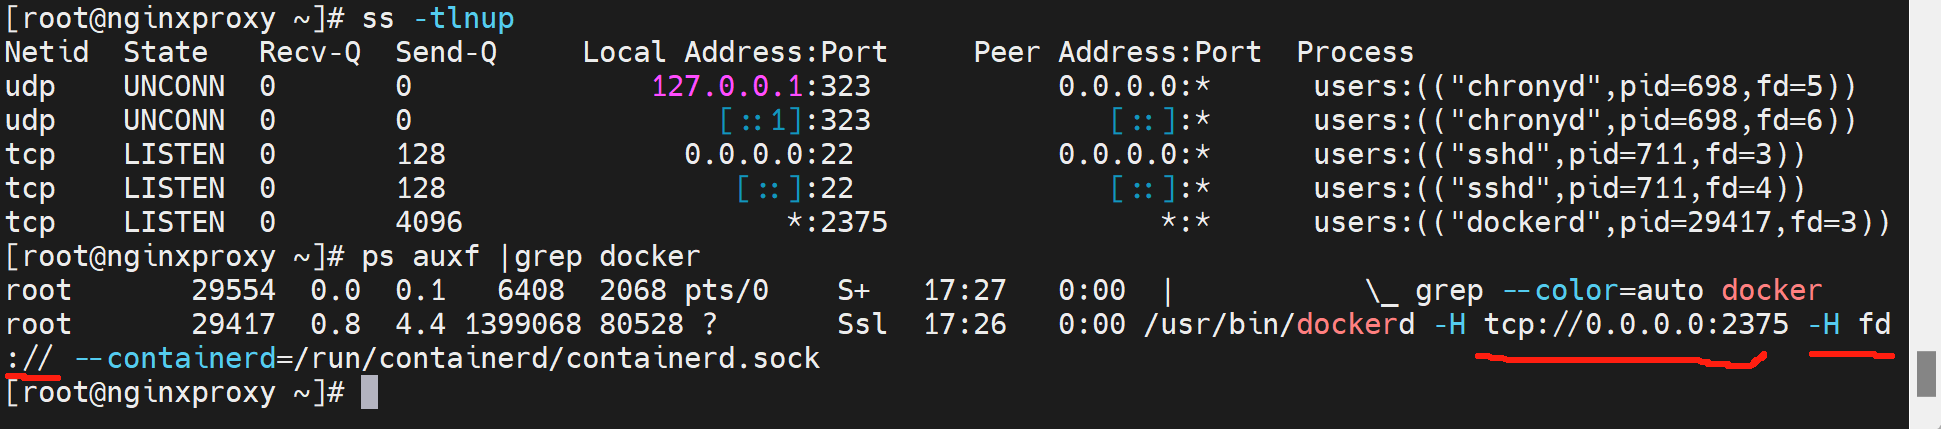 [root@nginxproxy ~]# ss -tlnup
Netid  State   Recv-Q  Send-Q     Local Address:Port     Peer Address:Port  Process
udp    UNCONN  0       0              127.0.0.1:323           0.0.0.0:*      users:(("chronyd",pid=698,fd=5))
udp    UNCONN  0       0                  [::1]:323              [::]:*      users:(("chronyd",pid=698,fd=6))
tcp    LISTEN  0       128              0.0.0.0:22            0.0.0.0:*      users:(("sshd",pid=711,fd=3))
tcp    LISTEN  0       128                 [::]:22               [::]:*      users:(("sshd",pid=711,fd=4))
tcp    LISTEN  0       4096                   *:2375                *:*      users:(("dockerd",pid=29417,fd=3))
[root@nginxproxy ~]# ps auxf |grep docker
root       29554  0.0  0.1   6408  2068 pts/0    S+   17:27   0:00  |           \_ grep --color=auto docker
root       29417  0.8  4.4 1399068 80528 ?       Ssl  17:26   0:00 /usr/bin/dockerd -H tcp://0.0.0.0:2375 -H fd
:// --containerd=/run/containerd/containerd.sock
[root@nginxproxy ~]#